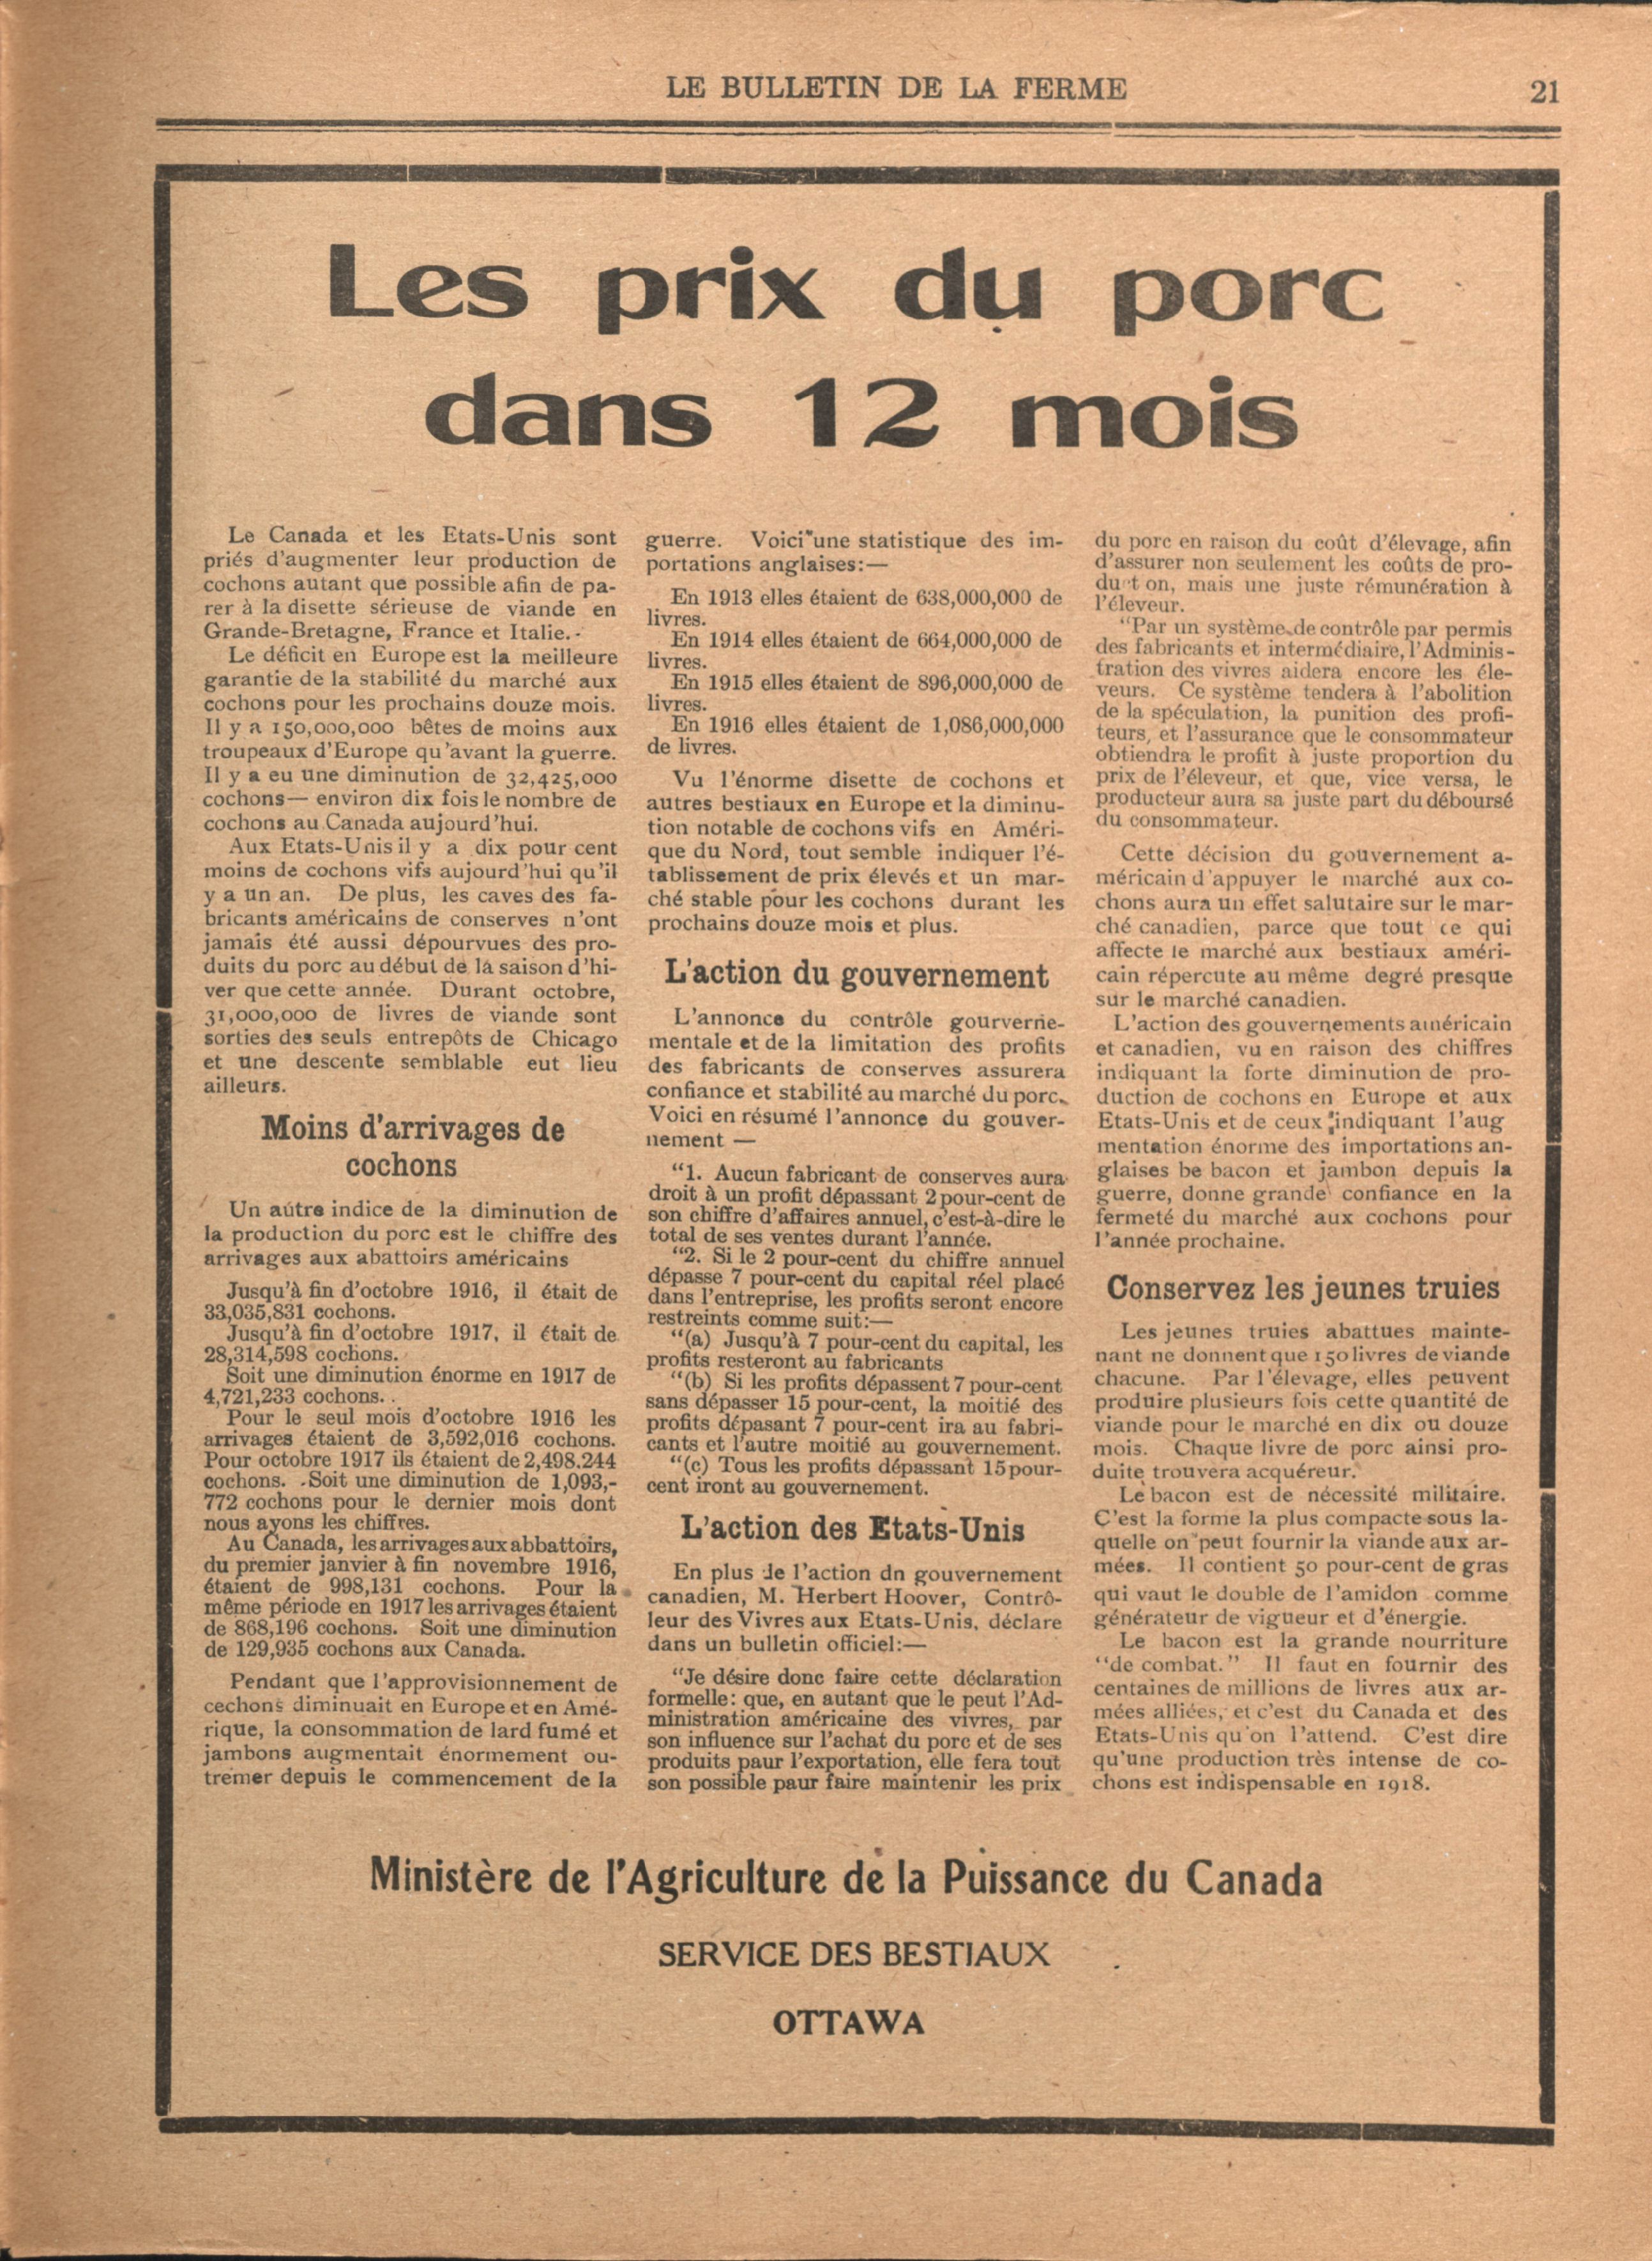 LE BULLETIN DE LA FERME
21
Les prix du porc
dans 12 mois
Le Canada et les Etats-Unis sont
priés d'augmenter leur production de
cochons autant que possible afin de pa-
rer à la disette sérieuse de viande en
Grande-Bretagne, France et Italie.
Le déficit en Europe est la meilleure
garantie de la stabilité du marché aux
cochons pour les prochains douze mois.
Il y a 150,000,000 bêtes de moins aux
troupeaux d'Europe qu'avant la guerre.
Il y a eu une diminution de 32,425,000
cochons— environ dix fois le nombre de
cochons au Canada aujourd'hui.
Aux Etats-Unis il y a dix pour cent
moins de cochons vifs aujourd'hui qu'il
y a un an. De plus, les caves des fa-
bricants américains de conserves n'ont
jamais été aussi dépourvues des pro-
duits du porc au début de la saison d'hi-
ver que cette année. Durant octobre,
31,000,000 de livres de viande sont
sorties des seuls entrepôts de Chicago
et une descente semblable eut lieu
ailleurs.
Moins d'arrivages de
cochons
Un autre indice de la diminution de
la production du porc est le chiffre des
arrivages aux abattoirs américains
Jusqu'à fin d'octobre 1916, il était de
33,035,831 cochons.
Jusqu'à fin d'octobre 1917, il était de
28,314,598 cochons.
Soit une diminution énorme en 1917 de
4,721,233 cochons.
Pour le seul mois d'octobre 1916 les
arrivages étaient de 3,592,016 cochons.
Pour octobre 1917 ils étaient de 2,498.244
cochons. Soit une diminution de 1,093,-
772 cochons pour le dernier mois dont
nous ayons les chiffres.
Au Canada, les arrivages aux abbattoirs,
du premier janvier à fin novembre 1916,
étaient de 998,131 cochons. Pour la
même période en 1917 les arrivages étaient
de 868,196 cochons. Soit une diminution
de 129,935 cochons aux Canada.
Pendant que l'approvisionnement de
cechons diminuait en Europe et en Amé-
rique, la consommation de lard fumé et
jambons augmentait énormement ou-
tremer depuis le commencement de la
guerre. Voici une statistique des im-
portations anglaises:—
En 1913 elles étaient de 638,000,000 de
livres.
En 1914 elles étaient de 664,000,000 de
livres.
En 1915 elles étaient de 896,000,000 de
livres.
En 1916 elles étaient de 1,086,000,000
de livres.
Vu l'énorme disette de cochons et
autres bestiaux en Europe et la diminu-
tion notable de cochons vifs en Améri-
que du Nord, tout semble indiquer l'é-
tablissement de prix élevés et un mar-
ché stable pour les cochons durant les
prochains douze mois et plus.
L'action du gouvernement
L'annonce du contrôle gourverne-
mentale et de la limitation des profits
des fabricants de conserves assurera
confiance et stabilité au marché du porc.
Voici en résumé l'annonce du gouver-
nement —
"1. Aucun fabricant de conserves aura
droit à un profit dépassant 2 pour-cent de
son chiffre d'affaires annuel, c'est-à-dire le
total de ses ventes durant l'année.
"2. Si le 2 pour-cent du chiffre annuel
dépasse 7 pour-cent du capital réel placé
dans l'entreprise, les profits seront encore
restreints comme suit:—
"(a) Jusqu'à 7 pour-cent du capital, les
profits resteront au fabricants
"(b) Si les profits dépassent 7 pour-cent
sans dépasser 15 pour-cent, la moitié des
profits dépasant 7 pour-cent ira au fabri-
cants et l'autre moitié au gouvernement.
"(c) Tous les profits dépassant 15 pour-
cent iront au gouvernement.
L'action des Etats-Unis
En plus de l'action dn gouvernement
canadien, M. Herbert Hoover, Contrô-
leur des Vivres aux Etats-Unis, déclare
dans un bulletin officiel:—
"Je désire donc faire cette déclaration
formelle: que, en autant que le peut l'Ad-
ministration américaine des vivres, par
son influence sur l'achat du porc et de ses
produits paur l'exportation, elle fera tout
son possible paur faire maintenir les prix
du porc en raison du coût d'élevage, afin
d'assurer non seulement les coûts de pro-
duct on, mais une juste rémunération à
l'éleveur.
"Par un système de contrôle par permis
des fabricants et intermédiaire, l'Adminis-
tration des vivres aidera encore les éle-
veurs. Ce système tendera à l'abolition
de la spéculation, la punition des profi-
teurs, et l'assurance que le consommateur
obtiendra le profit à juste proportion du
prix de l'éleveur, et que, vice versa, le
producteur aura sa juste part du déboursé
du consommateur.
Cette décision du gouvernement a-
méricain d'appuyer le marché aux co-
chons aura un effet salutaire sur le mar-
ché canadien, parce que tout ce qui
affecte le marché aux bestiaux améri-
cain répercute au même degré presque
sur le marché canadien.
L'action des gouvernements américain
et canadien, vu en raison des chiffres
indiquant la forte diminution de pro-
duction de cochons en Europe et aux
Etats-Unis et de ceux indiquant l'aug
mentation énorme des importations an-
glaises be bacon et jambon depuis la
guerre, donne grande confiance en la
fermeté du marché aux cochons pour
l'année prochaine.
Conservez les jeunes truies
Les jeunes truies abattues mainte-
nant ne donnent que 150 livres de viande
chacune. Par l'élevage, elles peuvent
produire plusieurs fois cette quantité de
viande pour le marché en dix ou douze
mois. Chaque livre de porc ainsi pro-
duite trouvera acquéreur.
Le bacon est de nécessité militaire.
C'est la forme la plus compacte sous la-
quelle on peut fournir la viande aux ar-
mées. Il contient 50 pour-cent de gras
qui vaut le double de l'amidon comme
générateur de vigueur et d'énergie.
Le bacon est la grande nourriture
"de combat." Il faut en fournir des
centaines de millions de livres aux ar-
mées alliées, et c'est du Canada et des
Etats-Unis qu'on l'attend. C'est dire
qu'une production très intense de co-
chons est indispensable en 1918.
Ministère de l'Agriculture de la Puissance du Canada
SERVICE DES BESTIAUX
OTTAWA